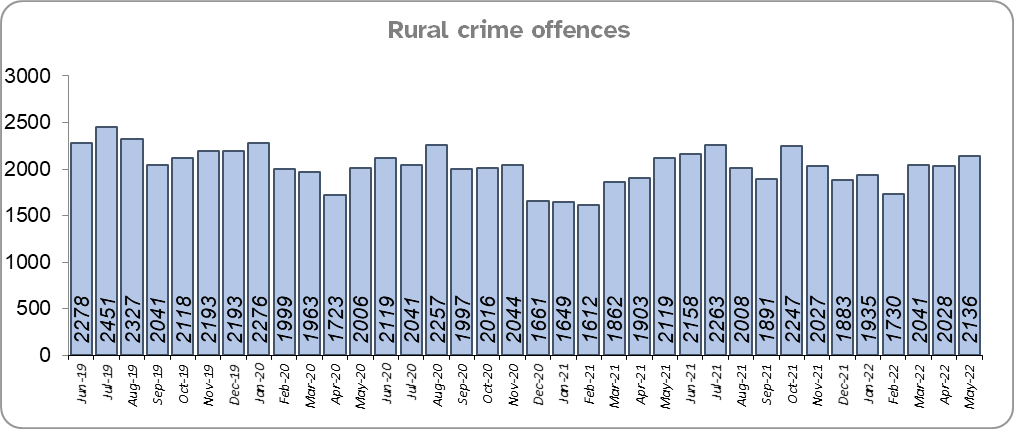 Rural crime offences
3000
2500
2000
1500
1000
500
0
2278
2451
2327
2041
2118
2193
2193
2276
1999
1963
1723
2006
2119
2041
2257
1997
2016
2044
1661
1649
1612
1862
1903
2119
2158
2263
2008
1891
2247
2027
1883
1935
1730
2041
2028
2136
Jun-19
Jul-19
Aug-19
Sep-19
Oct-19
Nov-19
Dec-19
Jan-20
Feb-20
Mar-20
Apr-20
May-20
Jun-20
Jul-20
Aug-20
Sep-20
Oct-20
Nov-20
Dec-20
Jan-21
Feb-21
Mar-21
Apr-21
May-21
Jun-21
Jul-21
Aug-21
Sep-21
Oct-21
Nov-21
Dec-21
Jan-22
Feb-22
Mar-22
Apr-22
May-22